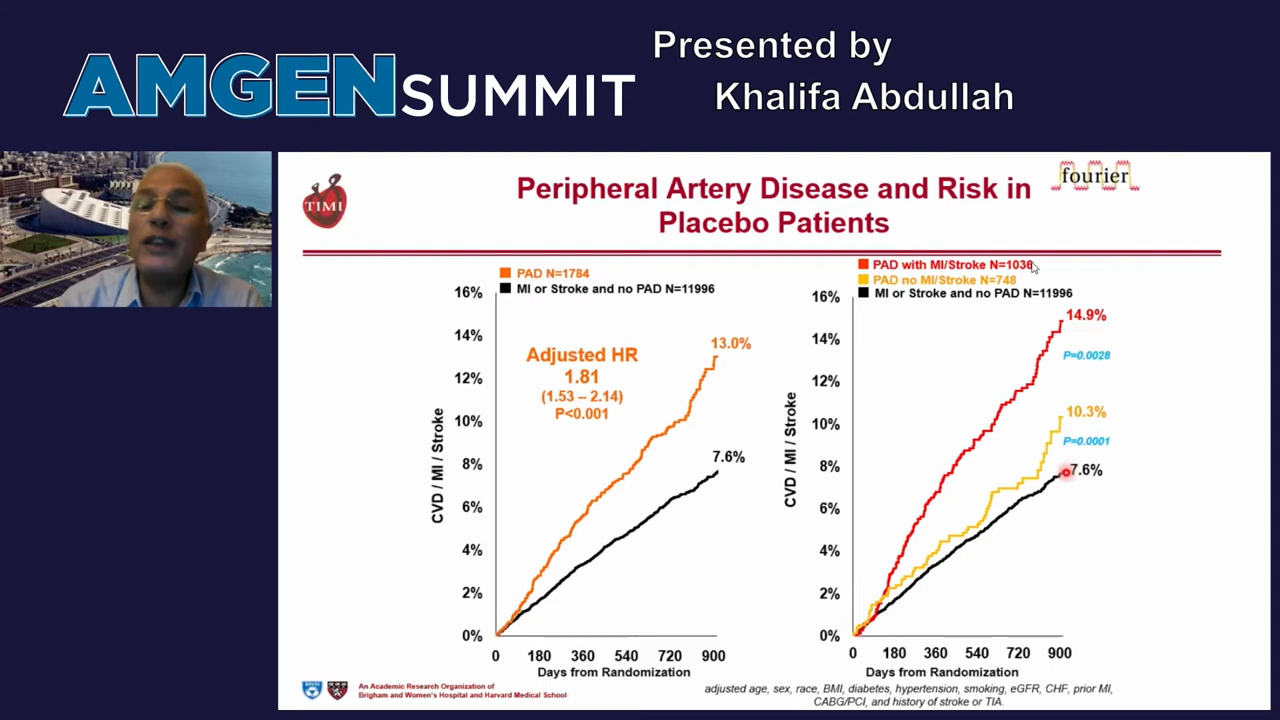 AMGEN SUMMIT
Presented by
Khalifa Abdullah
TIMI
Peripheral Artery Disease and Risk in
Placebo Patients
fourier
PAD N=1784
MI or Stroke and no PAD N=11996
16%
14%
12%
10%
8%
6%
4%
2%
0%
CVD / MI / Stroke
Adjusted HR
1.81
(1.53 – 2.14)
P<0.001
13.0%
7.6%
0 180 360 540 720 900
Days from Randomization
PAD with MI/Stroke N=1036
PAD no MI/Stroke N=748
MI or Stroke and no PAD N=11996
16%
14%
12%
10%
8%
6%
4%
2%
0%
CVD / MI / Stroke
14.9%
P=0.0028
10.3%
P=0.0001
7.6%
0 180 360 540 720 900
Days from Randomization
An Academic Research Organization of
Brigham and Women's Hospital and Harvard Medical School
adjusted age, sex, race, BMI, diabetes, hypertension, smoking, eGFR, CHF, prior MI,
CABG/PCI, and history of stroke or TIA.